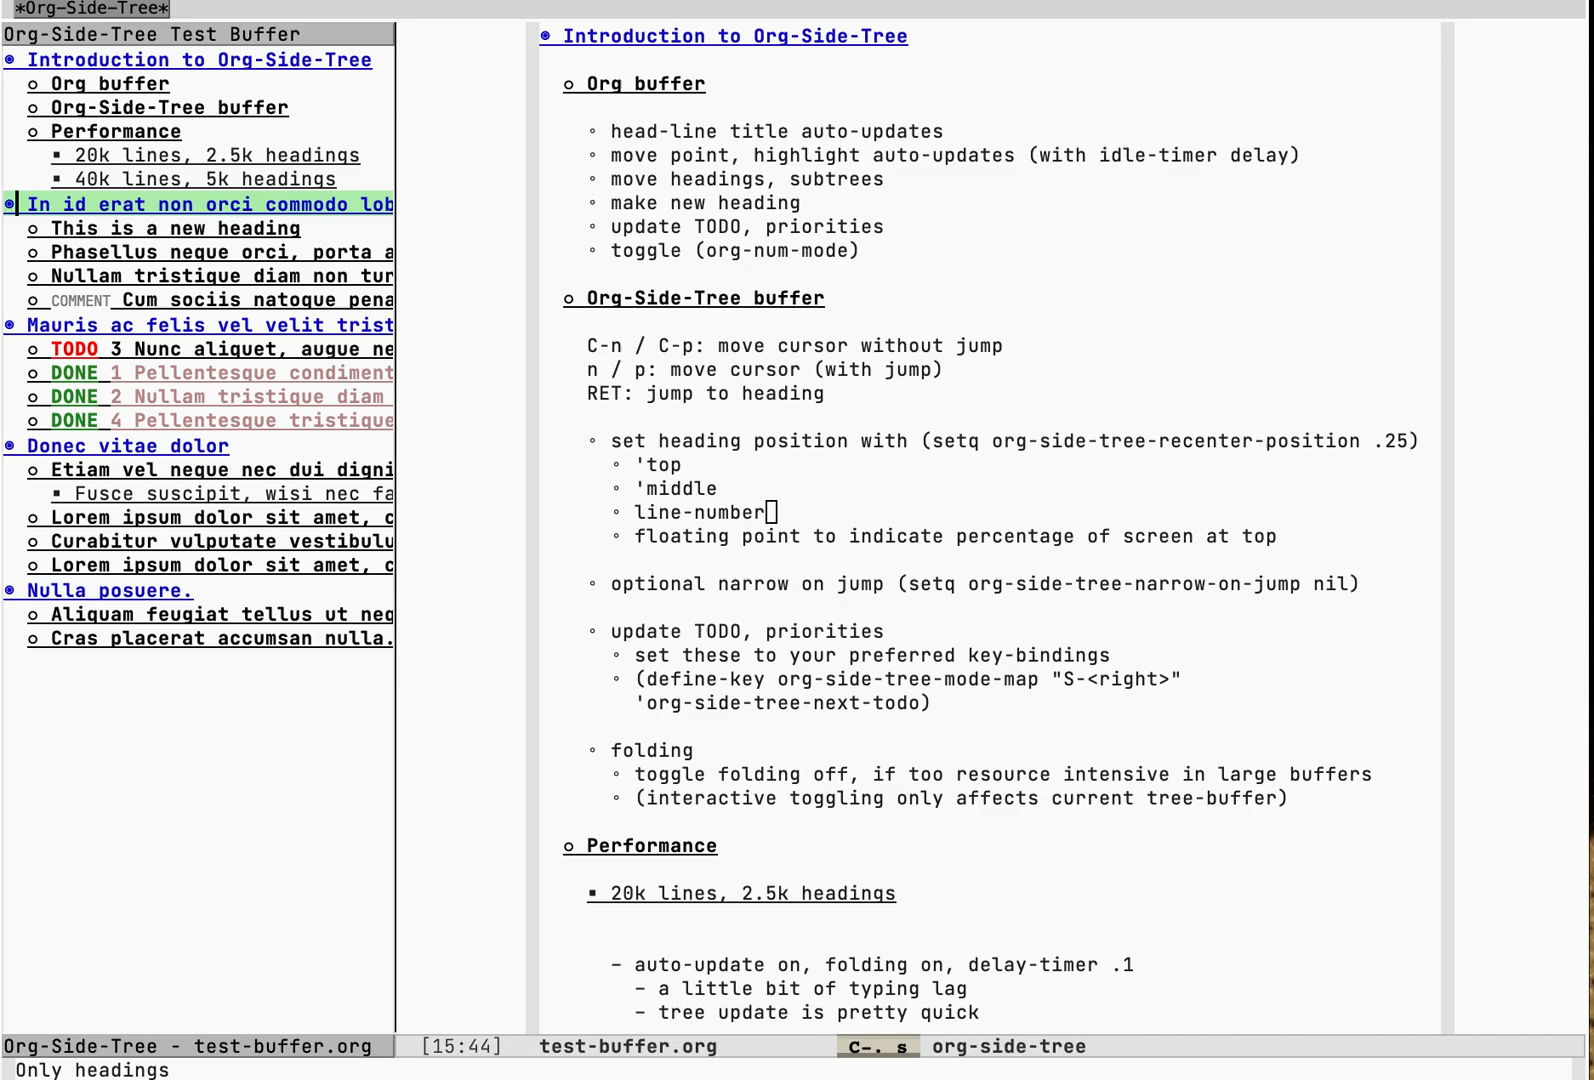 *Org-Side-Tree*
Org-Side-Tree Test Buffer
Introduction to Org-Side-Tree
Org buffer
Org-Side-Tree buffer
Performance
20k lines, 2.5k headings
40k lines, 5k headings
In id erat non orci commodo lob
This is a new heading
Phasellus neque orci, porta a
Nullam tristique diam non tur
COMMENT Cum sociis natoque pena
Mauris ac felis vel velit trist
TODO 3 Nunc aliquet, augue ne
DONE 1 Pellentesque condiment
DONE 2 Nullam tristique diam
DONE 4 Pellentesque tristique
Donec vitae dolor
Etiam vel neque nec dui digni
Fusce suscipit, wisi nec fa
Lorem ipsum dolor sit amet, c
Curabitur vulputate vestibulu
Lorem ipsum dolor sit amet, c
Nulla posuere.
Aliquam feugiat tellus ut neq
Cras placerat accumsan nulla.
Introduction to Org-Side-Tree
Org buffer
head-line title auto-updates
move point, highlight auto-updates (with idle-timer delay)
move headings, subtrees
make new heading
update TODO, priorities
toggle (org-num-mode)
Org-Side-Tree buffer
C-n / C-p: move cursor without jump
n / p: move cursor (with jump)
RET: jump to heading
set heading position with (setq org-side-tree-recenter-position .25)
'top
'middle
line-number
floating point to indicate percentage of screen at top
optional narrow on jump (setq org-side-tree-narrow-on-jump nil)
update TODO, priorities
set these to your preferred key-bindings
(define-key org-side-tree-mode-map "S-<right>"
'org-side-tree-next-todo)
folding
toggle folding off, if too resource intensive in large buffers
(interactive toggling only affects current tree-buffer)
Performance
20k lines, 2.5k headings
- auto-update on, folding on, delay-timer .1
- a little bit of typing lag
- tree update is pretty quick
Org-Side-Tree - test-buffer.org
[15:44] test-buffer.org C-. s org-side-tree
Only headings